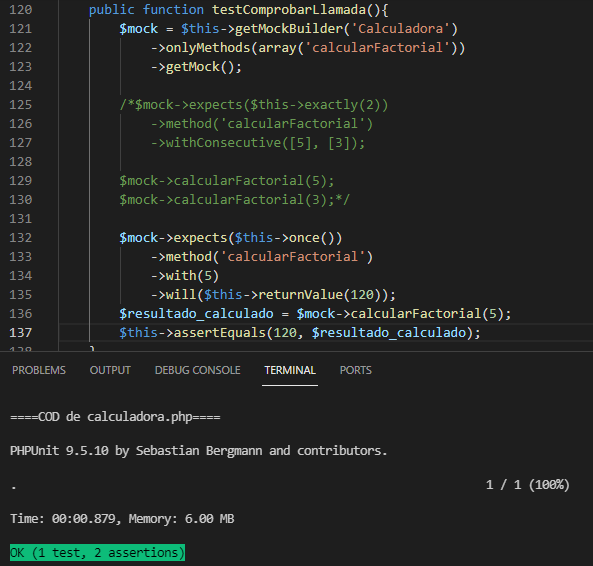 120 public function testComprobarLlamada(){
121 $mock = $this->getMockBuilder('Calculadora')
122 ->onlyMethods(array('calcularFactorial'))
123 ->getMock();
124
125 /*$mock->expects($this->exactly(2))
126 ->method('calcularFactorial')
127 ->withConsecutive([5], [3]);
128
129 $mock->calcularFactorial(5);
130 $mock->calcularFactorial(3);*/
131
132 $mock->expects($this->once())
133 ->method('calcularFactorial')
134 ->with(5)
135 ->will($this->returnValue(120));
136 $resultado_calculado = $mock->calcularFactorial(5);
137 $this->assertEquals(120, $resultado_calculado);
138 }
PROBLEMS OUTPUT DEBUG CONSOLE TERMINAL PORTS
====COD de calculadora.php====
PHPUnit 9.5.10 by Sebastian Bergmann and contributors.
. 1 / 1 (100%)
Time: 00:00.879, Memory: 6.00 MB
OK (1 test, 2 assertions)